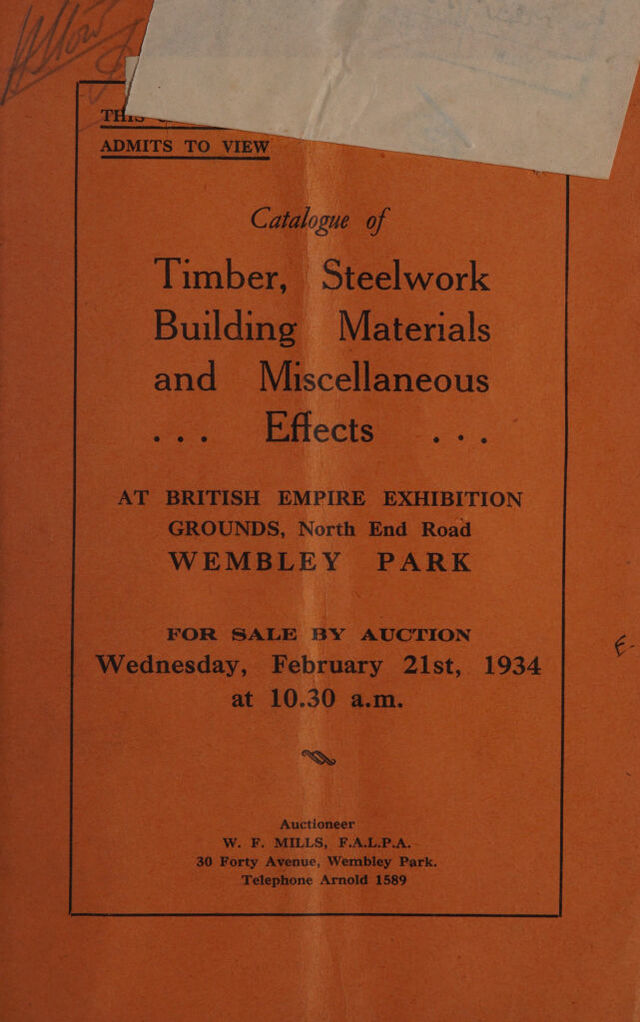 ADMITS TO VIEW
Catalogue of
Timber, Steelwork
Building Materials
and Miscellaneous
... Effects ...
AT BRITISH EMPIRE EXHIBITION
GROUNDS, North End Road
WEMBLEY PARK
FOR SALE BY AUCTION
Wednesday, February 21st, 1934
at 10.30 a.m.
Auctioneer
W. F. MILLS, F.A.L.P.A.
30 Forty Avenue, Wembley Park.
Telephone Arnold 1589